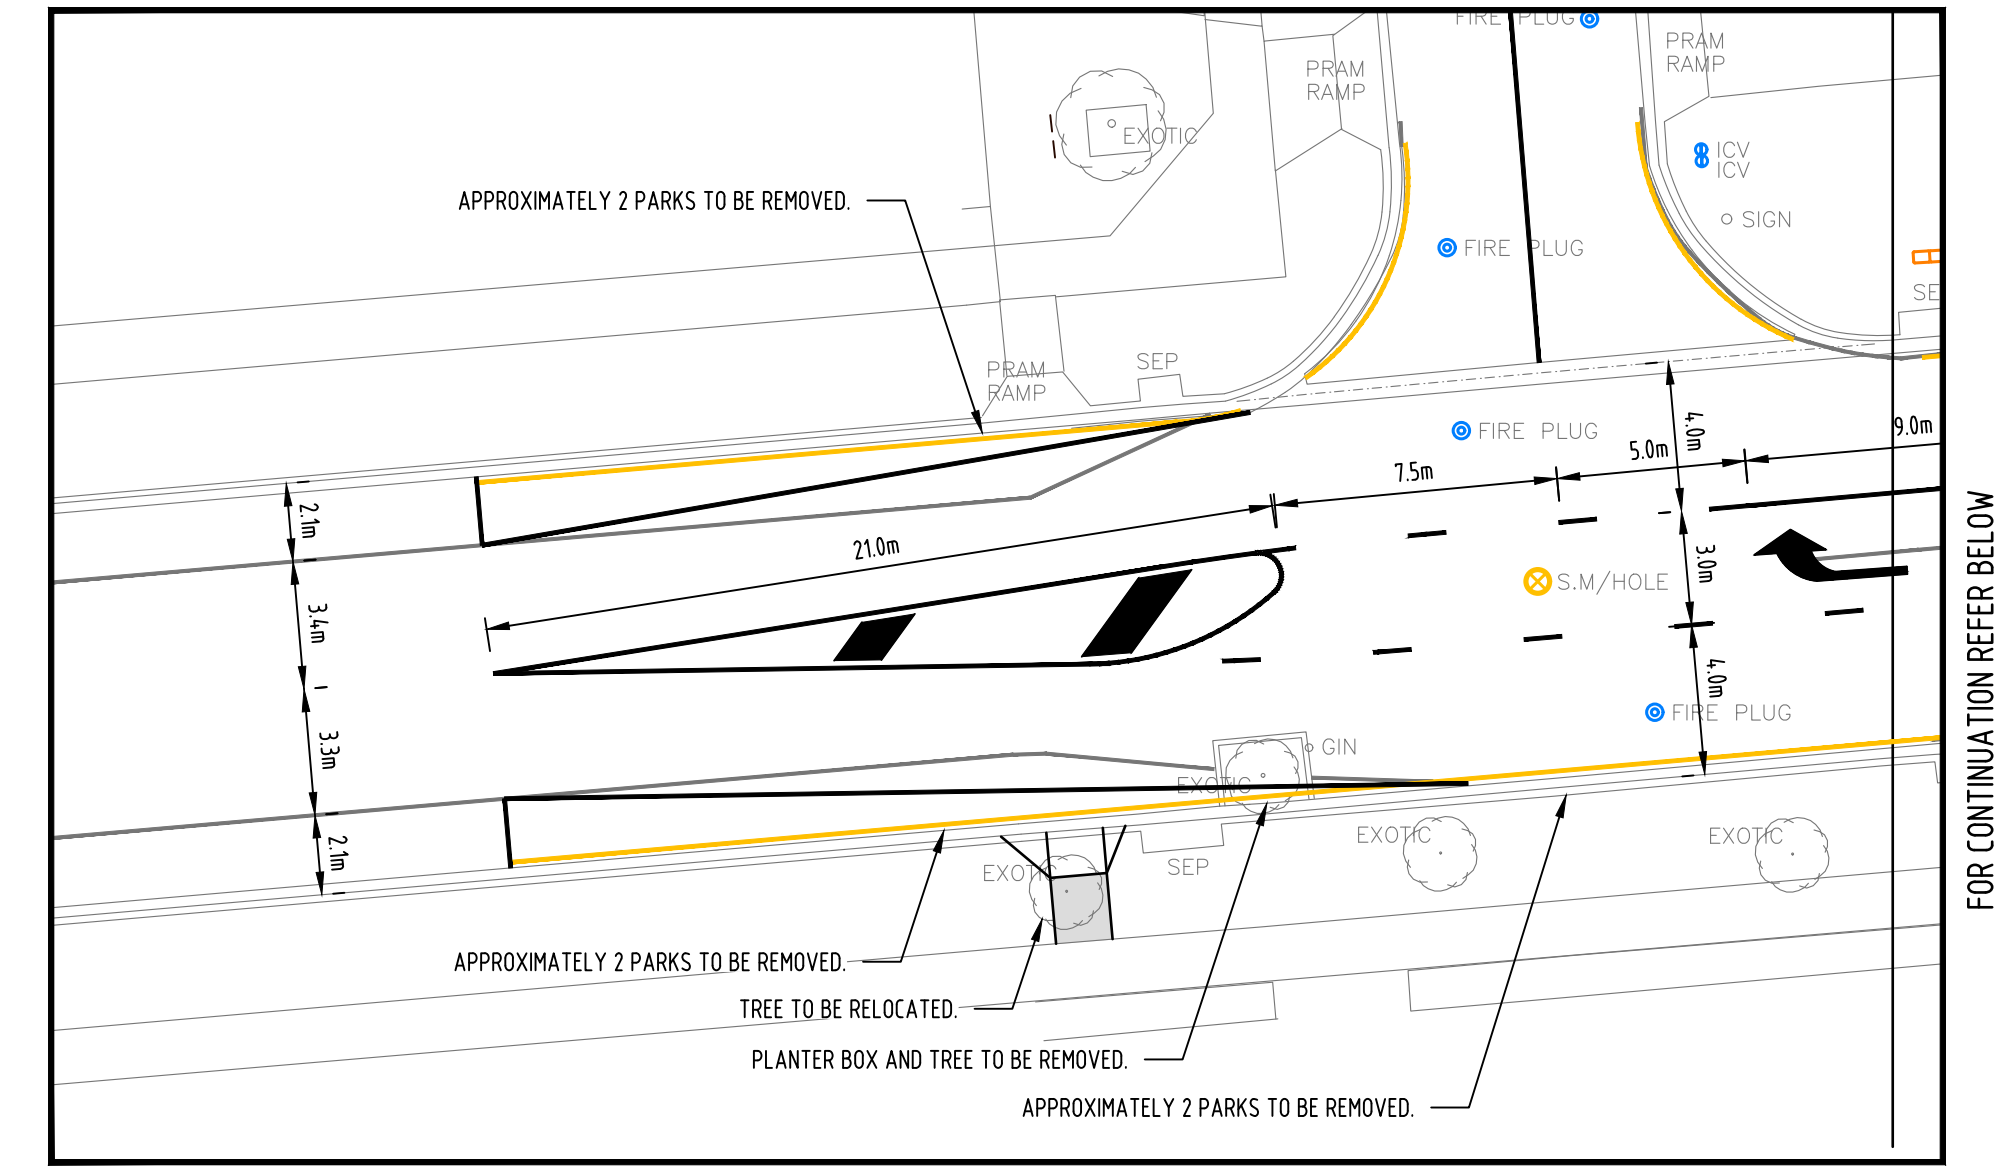 FIRE PLUG
PRAM
RAMP
PRAM
RAMP
EXOTIC
ICV
ICV
APPROXIMATELY 2 PARKS TO BE REMOVED.
SIGN
FIRE PLUG
SE
PRAM
RAMP
SEP
4.0m
9.0m
FIRE PLUG
5.0m
7.5m
2.1m
21.0m
3.0m
S.M/HOLE
3.4m
4.0m
FIRE PLUG
3.3m
GIN
EXOTIC
2.1m
EXOTIC
EXOTIC
EXOTIC
SEP
APPROXIMATELY 2 PARKS TO BE REMOVED.
TREE TO BE RELOCATED.
PLANTER BOX AND TREE TO BE REMOVED.
APPROXIMATELY 2 PARKS TO BE REMOVED.
FOR CONTINUATION REFER BELOW